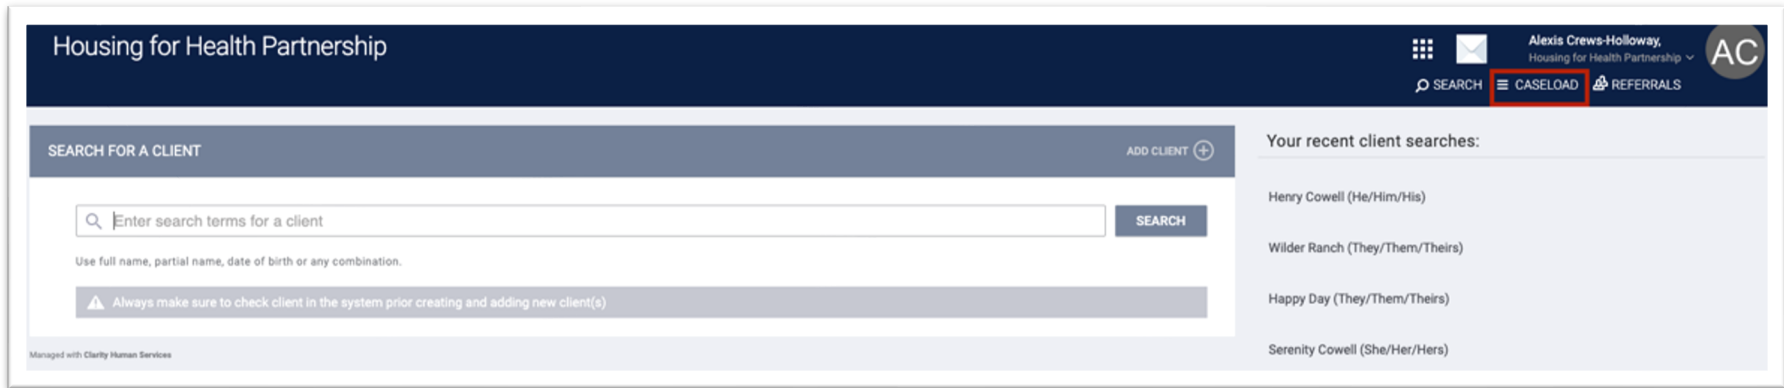 Housing for Health Partnership
Alexis Crews-Holloway,
Housing for Health Partnership
AC
SEARCH
CASELOAD
REFERRALS
SEARCH FOR A CLIENT
ADD CLIENT
Enter search terms for a client
SEARCH
Use full name, partial name, date of birth or any combination.
Always make sure to check client in the system prior creating and adding new client(s)
Managed with Clarity Human Services
Your recent client searches:
Henry Cowell (He/Him/His)
Wilder Ranch (They/Them/Theirs)
Happy Day (They/Them/Theirs)
Serenity Cowell (She/Her/Hers)